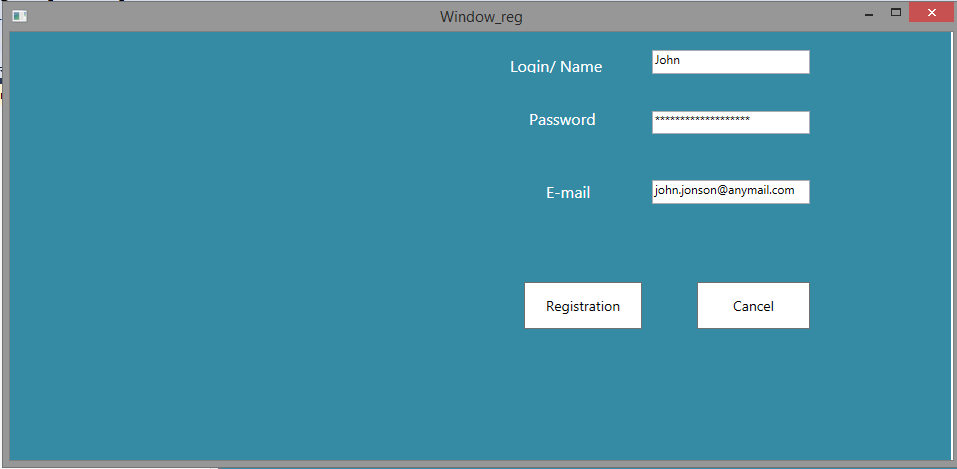 Window_reg
Login/ Name
John
Password
*******************
E-mail
john.jonson@anymail.com
Registration
Cancel